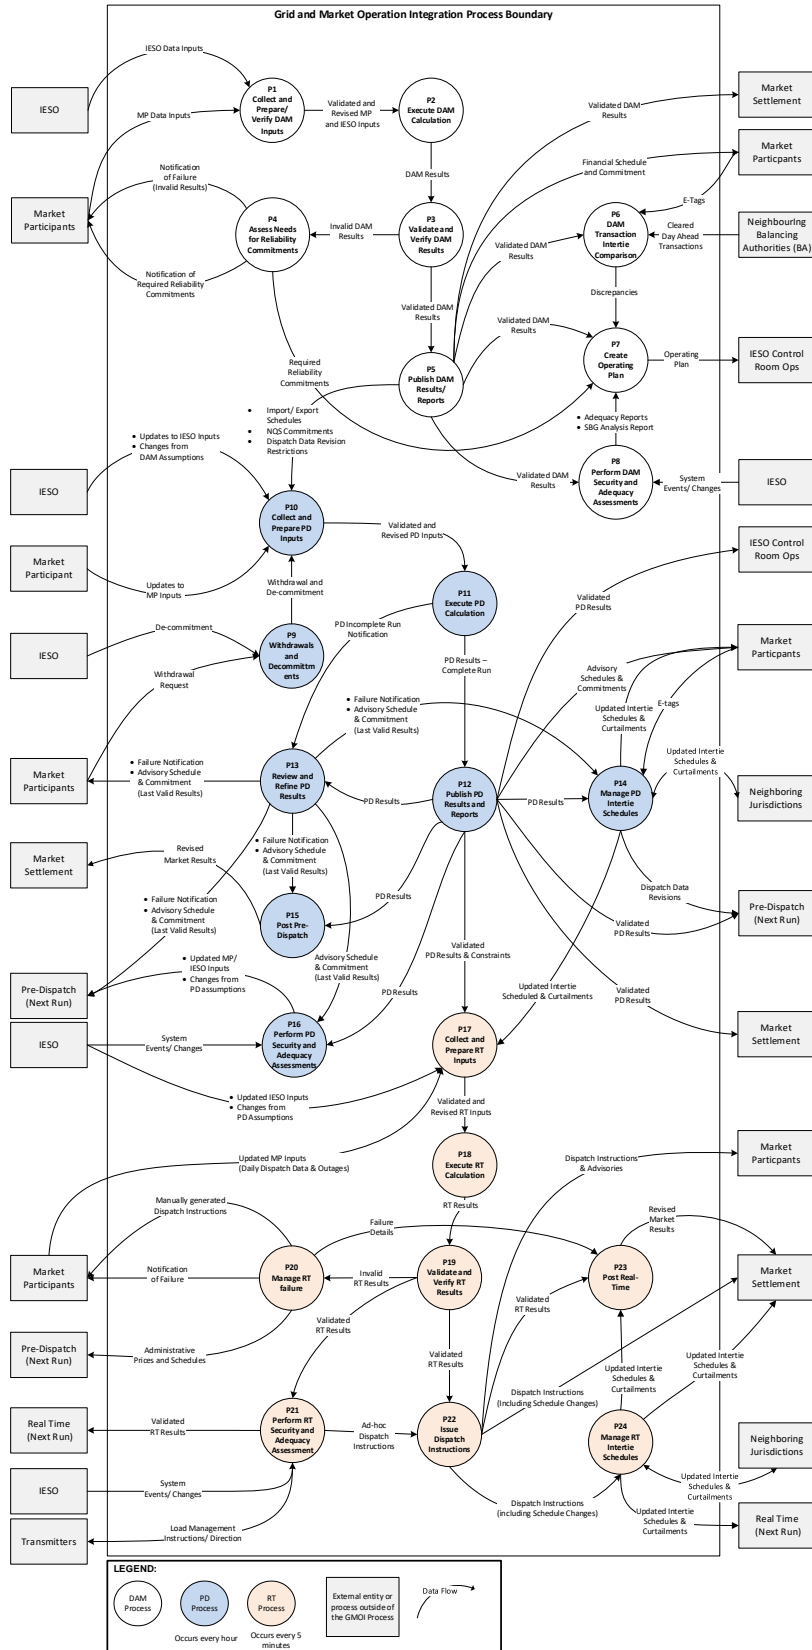 Grid and Market Operation Integration Process Boundary
IESO Data Inputs
IESO
P1
Collect and
Prepare/
Verify DAM
Inputs
Validated and
Revised MP
and IESO Inputs
P2
Execute DAM
Calculation
Market
Settlement
Validated DAM
Results
MP Data Inputs
Notification
of Failure
(Invalid Results)
DAM Results
Financial Schedule
and Commitment
Market
Particpants
E-Tags
Market
Participants
P4
Assess Needs
for Reliability
Commitments
Invalid DAM
Results
P3
Validate and
Verify DAM
Results
P6
DAM
Transaction
Intertie
Comparison
Cleared
Day Ahead
Transactions
Neighbouring
Balancing
Authorities (BA)
Validated DAM
Results
Notification of
Required Reliability
Commitments
Discrepancies
Validated DAM
Results
Validated DAM
Results
Required
Reliability
Commitments
P5
Publish DAM
Results/
Reports
P7
Create
Operating
Plan
Operating
Plan
IESO Control
Room Ops
• Import/ Export
Schedules
• NQS Commitments
• Dispatch Data Revision
Restrictions
• Adequacy Reports
• SBG Analysis Report
• Updates to IESO Inputs
• Changes from
DAM Assumptions
IESO
Validated DAM
Results
P8
Perform DAM
Security and
Adequacy
Assessments
System
Events/ Changes
IESO
P10
Collect and
Prepare PD
Inputs
Validated and
Revised PD Inputs
IESO Control
Room Ops
Market
Participant
Updates to
MP Inputs
Withdrawal and
De-commitment
P11
Execute PD
Calculation
Validated
PD Results
De-commitment
IESO
P9
Withdrawals
and
Decommittm
ents
PD Incomplete Run
Notification
PD Results –
Complete Run
Market
Particpants
Withdrawal
Request
Advisory
Schedules &
Commitments
• Failure Notification
• Advisory Schedule
& Commitment
(Last Valid Results)
Updated Intertie
Schedules &
Curtailments
E-tags
Updated Intertie
Schedules &
Curtailments
Market
Participants
• Failure Notification
• Advisory Schedule
& Commitment
(Last Valid Results)
P13
Review and
Refine PD
Results
PD Results
P12
Publish PD
Results and
Reports
PD Results
P14
Manage PD
Intertie
Schedules
Neighboring
Jurisdictions
Market
Settlement
Revised
Market Results
• Failure Notification
• Advisory Schedule
& Commitment
(Last Valid Results)
• Failure Notification
• Advisory Schedule
& Commitment
(Last Valid Results)
PD Results
P15
Post Pre-
Dispatch
Dispatch Data
Revisions
Pre-Dispatch
(Next Run)
Validated
PD Results
Validated
PD Results & Constraints
• Updated MP/
IESO Inputs
• Changes from
PD assumptions
Advisory Schedule
& Commitment
(Last Valid Results)
PD Results
Updated Intertie
Scheduled & Curtailments
Validated
PD Results
Pre-Dispatch
(Next Run)
IESO
System
Events/ Changes
P16
Perform PD
Security and
Adequacy
Assessments
P17
Collect and
Prepare RT
Inputs
Market
Settlement
• Updated IESO Inputs
• Changes from
PD Assumptions
Validated and
Revised RT Inputs
Updated MP Inputs
(Daily Dispatch Data & Outages)
P18
Execute RT
Calculation
Dispatch Instructions
& Advisories
Market
Particpants
Manually generated
Dispatch Instructions
RT Results
Failure
Details
Revised
Market
Results
Market
Participants
Notification
of Failure
P20
Manage RT
failure
Invalid
RT Results
P19
Validate and
Verify RT
Results
P23
Post Real-
Time
Market
Settlement
Validated
RT Results
Validated
RT Results
Validated
RT Results
Pre-Dispatch
(Next Run)
Administrative
Prices and Schedules
Updated Intertie
Schedules &
Curtailments
Updated Intertie
Schedules &
Curtailments
Dispatch Instructions
(Including Schedule Changes)
Real Time
(Next Run)
Validated
RT Results
P21
Perform RT
Security and
Adequacy
Assessment
Ad-hoc
Dispatch
Instructions
P22
Issue
Dispatch
Instructions
P24
Manage RT
Intertie
Schedules
Neighboring
Jurisdictions
IESO
System
Events/ Changes
Updated Intertie
Schedules &
Curtailments
Dispatch Instructions
(including Schedule Changes)
Updated Intertie
Schedules &
Curtailments
Real Time
(Next Run)
Transmitters
Load Management
Instructions/ Direction
LEGEND:
DAM
Process
PD
Process
RT
Process
External entity or
process outside of
the GMOI Process
Data Flow
Occurs every hour
Occurs every 5
minutes